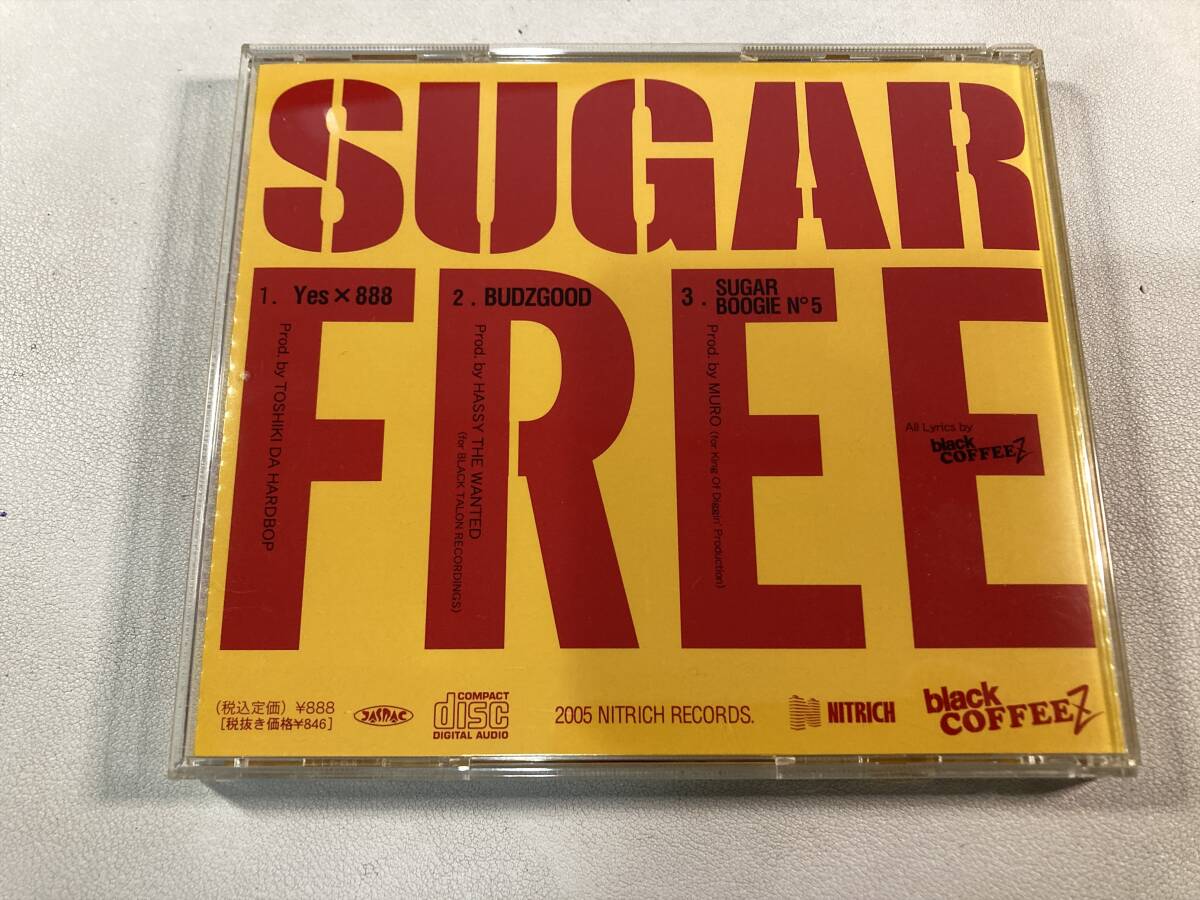 SUGAR
FREE
1. Yes×888
Prod. by TOSHIKI DA HARDBOP
2. BUDZGOOD
Prod. by HASSY THE WANTED
(for BLACK TALON RECORDINGS)
3. SUGAR
BOOGIE N°5
Prod. by MURO (for King Of Diggin' Production)
All Lyrics by
black
COFFEEZ
(税込定価) ¥888
[税抜き価格¥846]
JASRAC
COMPACT
disc
DIGITAL AUDIO
2005 NITRICH RECORDS.
NITRICH
black
COFFEEZ